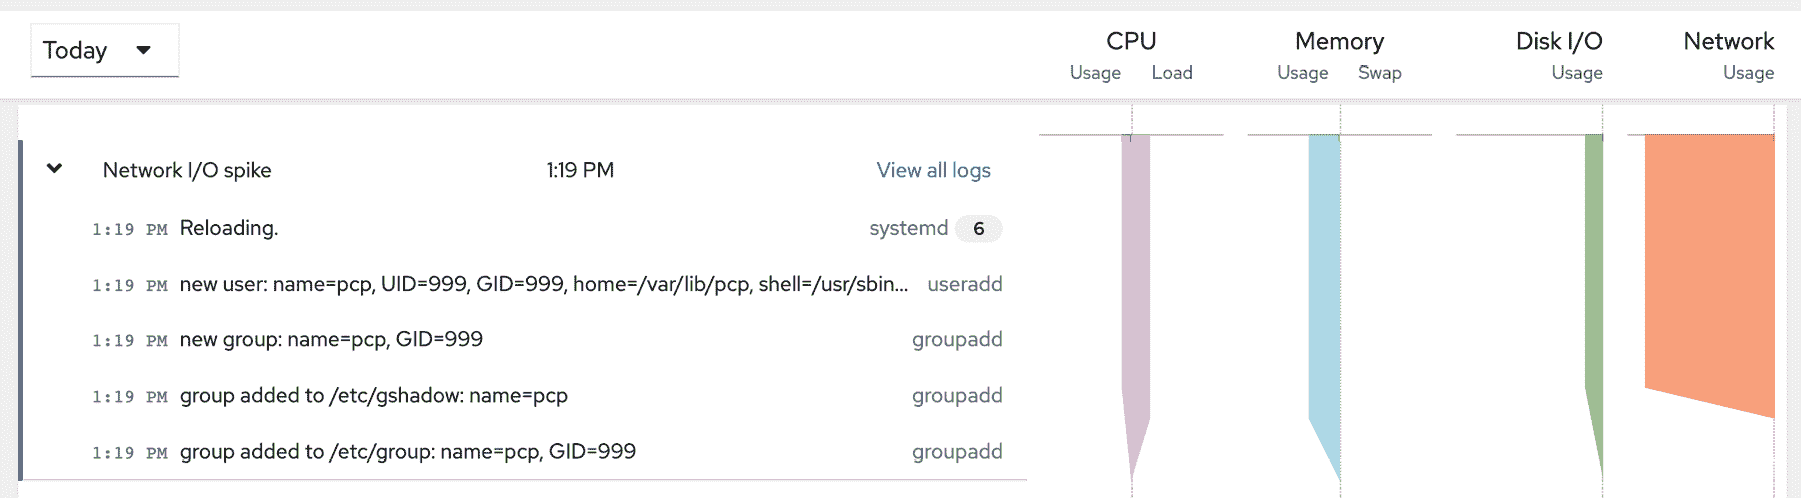 Today
CPU Memory Disk I/O Network
Usage Load Usage Swap Usage Usage
Network I/O spike 1:19 PM View all logs
1:19 PM Reloading. systemd 6
1:19 PM new user: name=pcp, UID=999, GID=999, home=/var/lib/pcp, shell=/usr/sbin... useradd
1:19 PM new group: name=pcp, GID=999 groupadd
1:19 PM group added to /etc/gshadow: name=pcp groupadd
1:19 PM group added to /etc/group: name=pcp, GID=999 groupadd